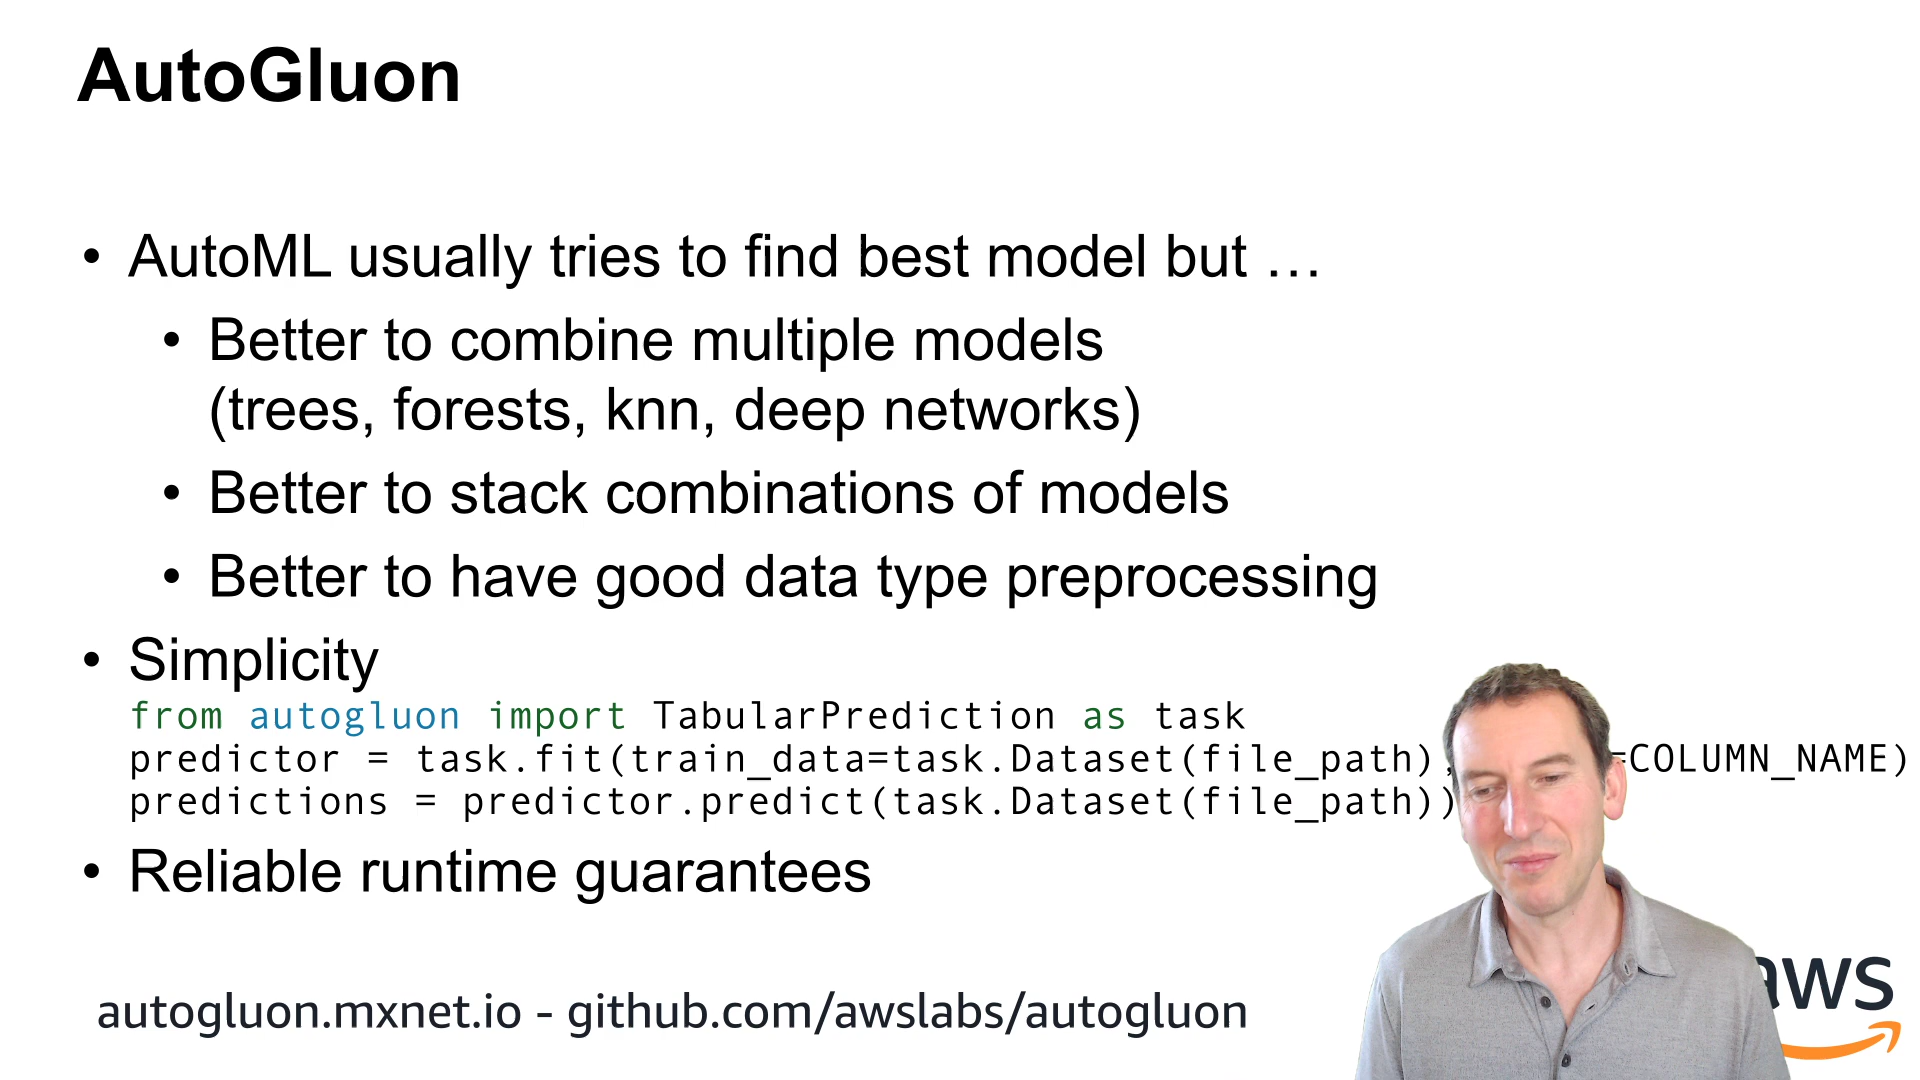 AutoGluon
• AutoML usually tries to find best model but …
• Better to combine multiple models
(trees, forests, knn, deep networks)
• Better to stack combinations of models
• Better to have good data type preprocessing
• Simplicity
from autogluon import TabularPrediction as task
predictor = task.fit(train_data=task.Dataset(file_path), =COLUMN_NAME)
predictions = predictor.predict(task.Dataset(file_path))
• Reliable runtime guarantees
autogluon.mxnet.io - github.com/awslabs/autogluon
aws